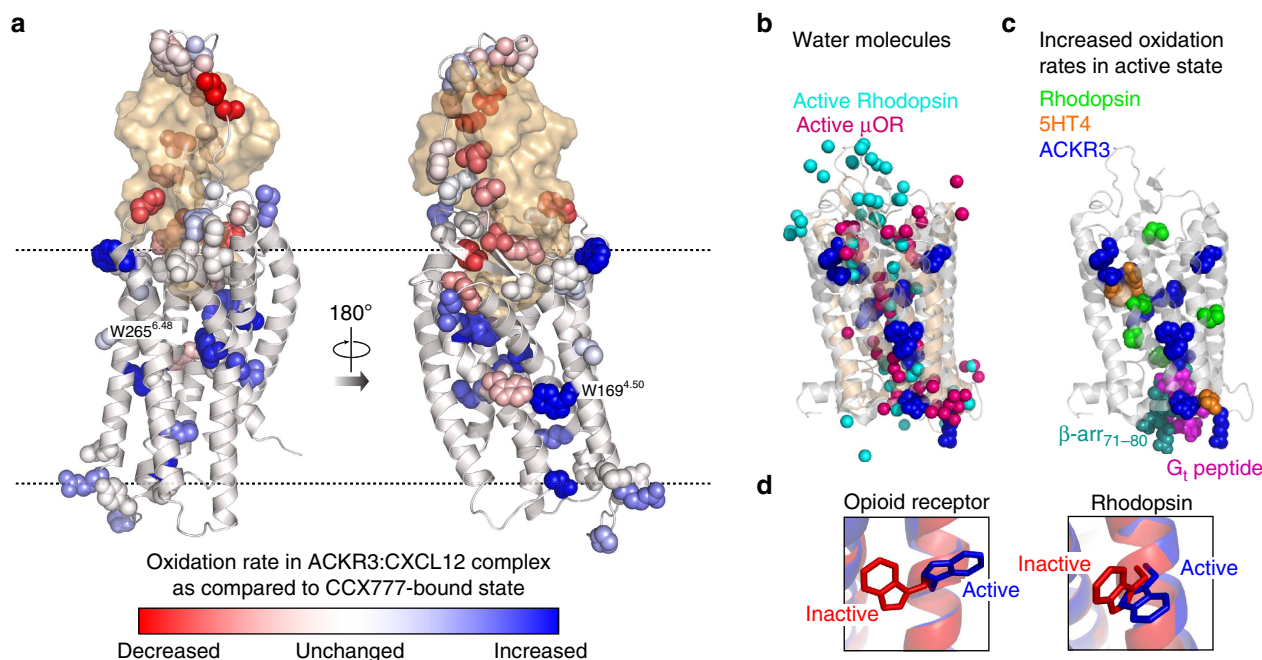 a
W265^6.48
180°
W169^4.50
Oxidation rate in ACKR3:CXCL12 complex
as compared to CCX777-bound state
Decreased Unchanged Increased
b
Water molecules
Active Rhodopsin
Active μOR
c
Increased oxidation
rates in active state
Rhodopsin
5HT4
ACKR3
β-arr₇₁₋₈₀
Gₜ peptide
d
Opioid receptor
Inactive
Active
Rhodopsin
Inactive
Active